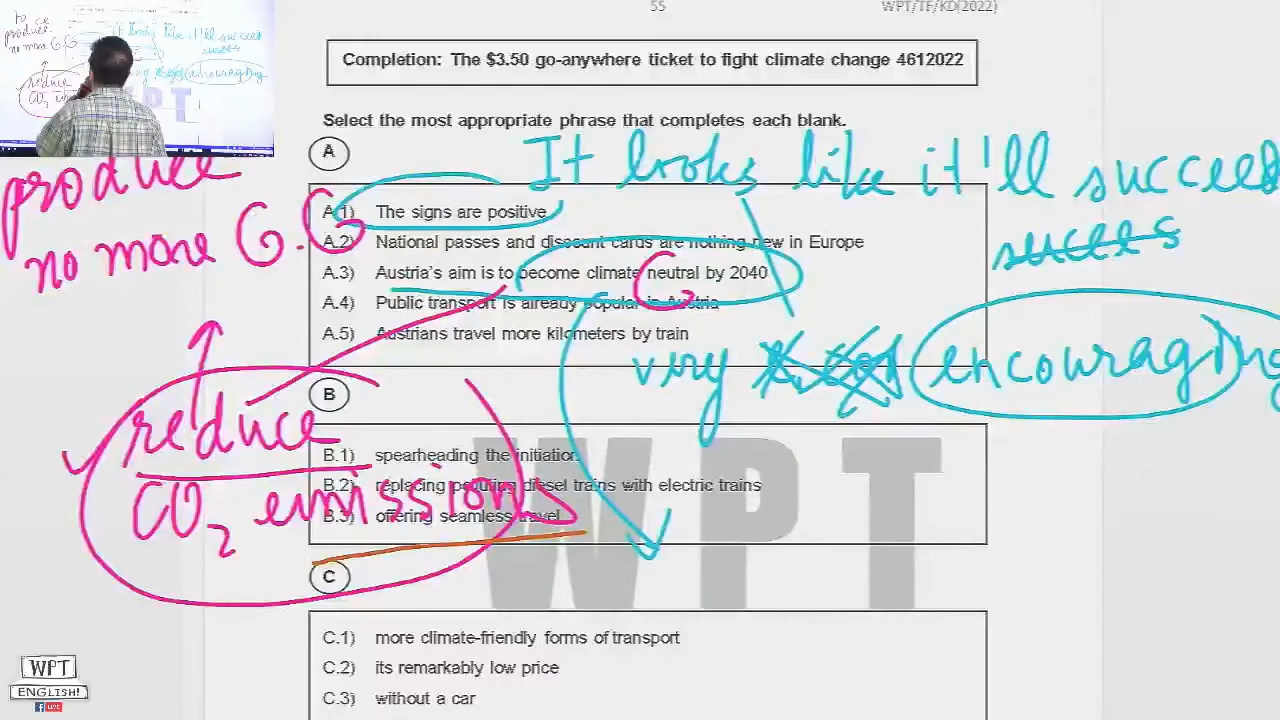 55
WPT/TF/KD(2022)
Completion: The $3.50 go-anywhere ticket to fight climate change 4612022
Select the most appropriate phrase that completes each blank.
A
It looks like it'll succeed
success
A.1) The signs are positive
A.2) National passes and discount cards are nothing new in Europe
A.3) Austria's aim is to become climate neutral by 2040
C
A.4) Public transport is already popular in Austria
A.5) Austrians travel more kilometers by train
produce
no more G.G
very encouraging
reduce
CO2 emissions
B
B.1) spearheading the initiation
B.2) replacing polluting diesel trains with electric trains
B.3) offering seamless travel
C
C.1) more climate-friendly forms of transport
C.2) its remarkably low price
C.3) without a car
WPT
WPT
ENGLISH!